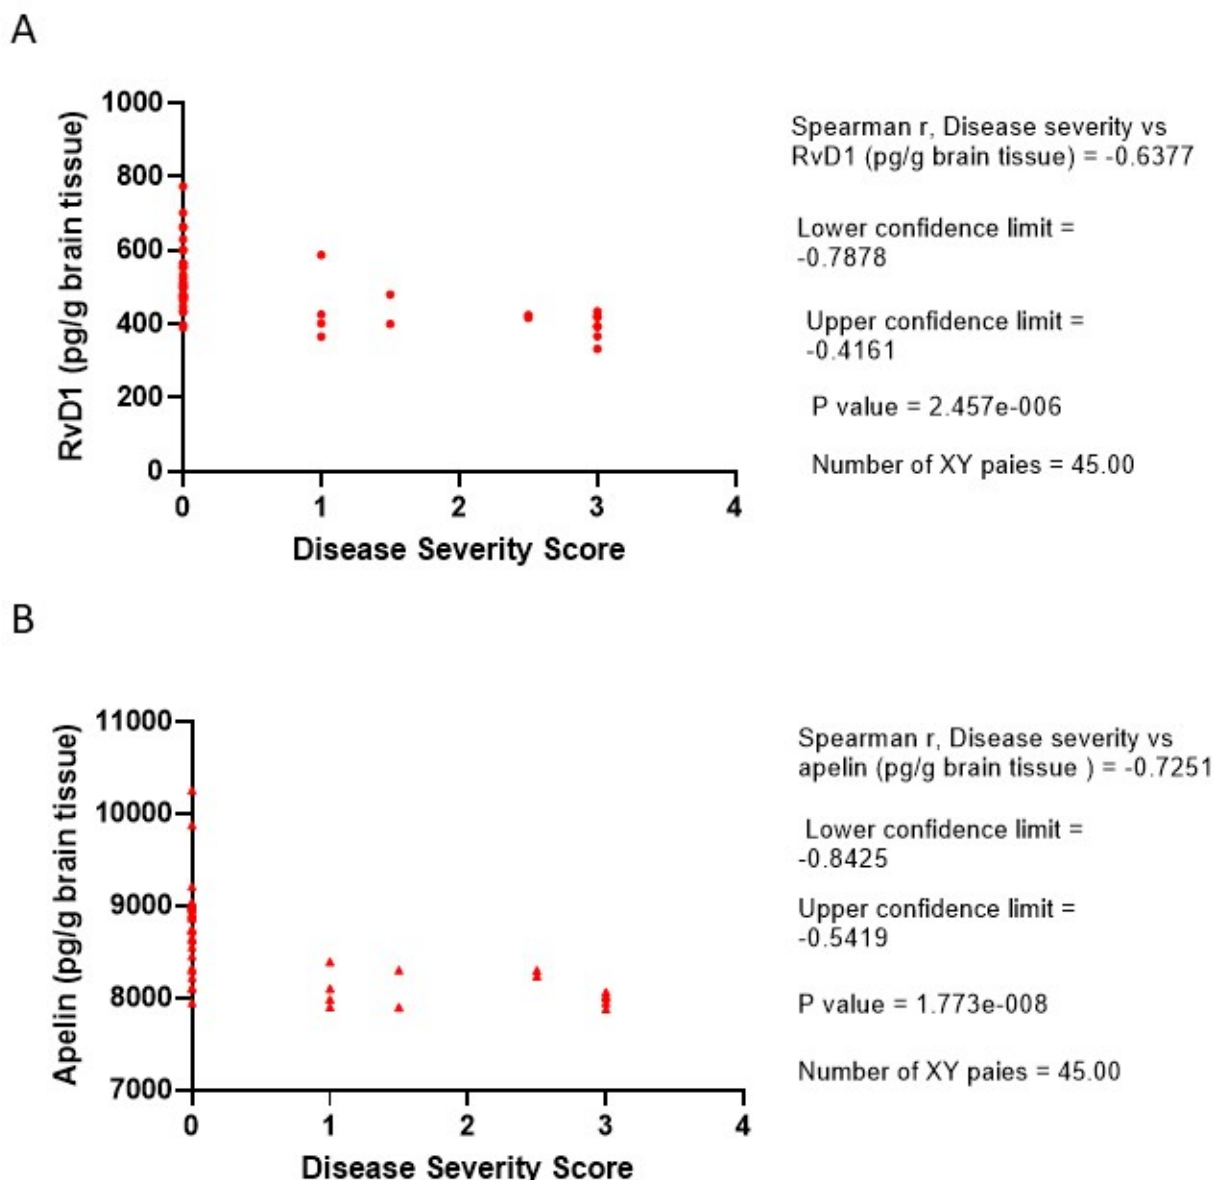 A
RvD1 (pg/g brain tissue)
1000
800
600
400
200
0
0 1 2 3 4
Disease Severity Score
Spearman r, Disease severity vs
RvD1 (pg/g brain tissue) = -0.6377
Lower confidence limit =
-0.7878
Upper confidence limit =
-0.4161
P value = 2.457e-006
Number of XY paies = 45.00
B
Apelin (pg/g brain tissue)
11000
10000
9000
8000
7000
0 1 2 3 4
Disease Severity Score
Spearman r, Disease severity vs
apelin (pg/g brain tissue ) = -0.7251
Lower confidence limit =
-0.8425
Upper confidence limit =
-0.5419
P value = 1.773e-008
Number of XY paies = 45.00